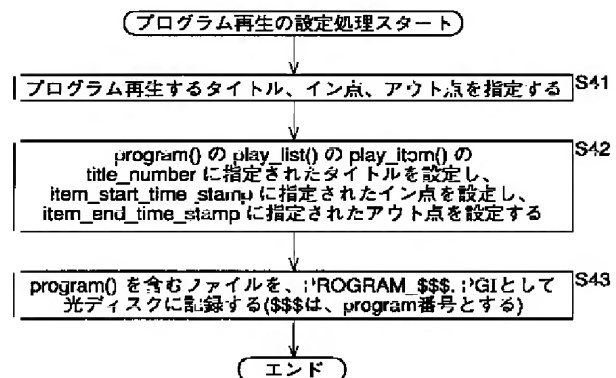 プログラム再生の設定処理スタート
プログラム再生するタイトル、イン点、アウト点を指定する
S41
program() の play_list() の play_item() の
title_number に指定されたタイトルを設定し、
item_start_time_stamp に指定されたイン点を設定し、
item_end_time_stamp に指定されたアウト点を設定する
S42
program() を含むファイルを、PROGRAM_$$$.PGIとして
光ディスクに記録する($$$は、program番号とする)
S43
エンド